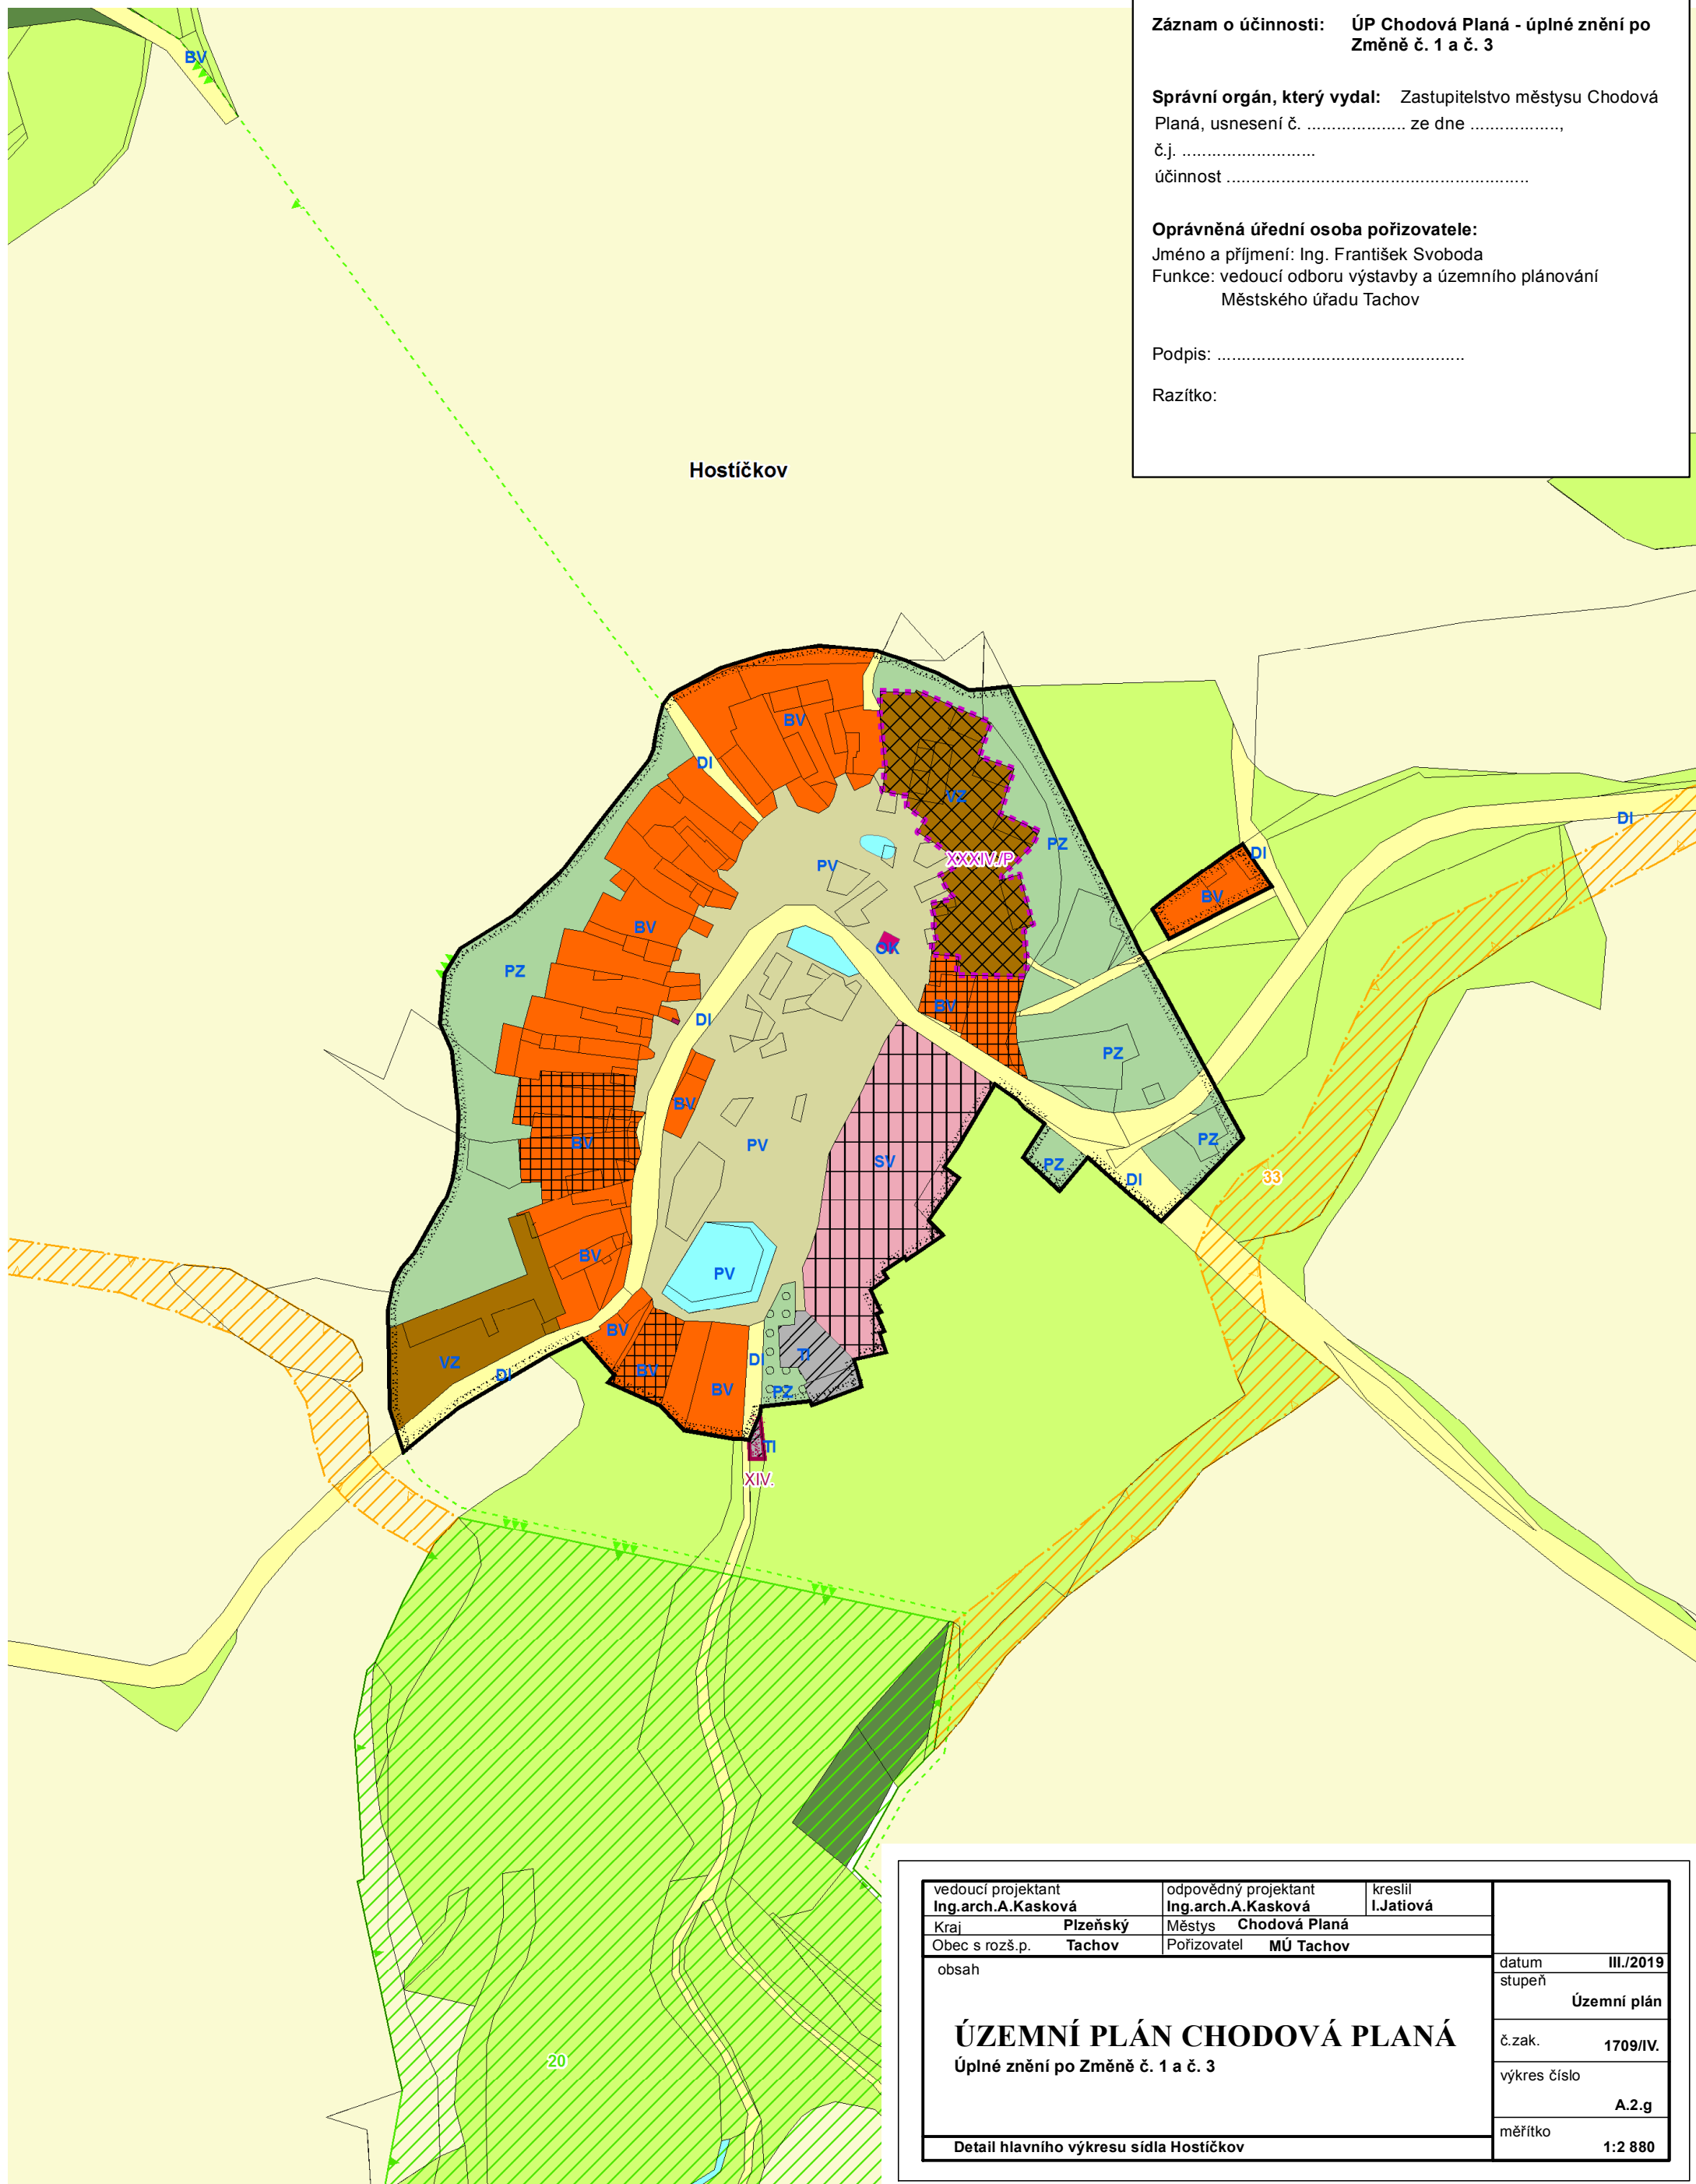 Záznam o účinnosti: ÚP Chodová Planá - úplné znění po
Změně č. 1 a č. 3
Správní orgán, který vydal: Zastupitelstvo městysu Chodová
Planá, usnesení č. .................... ze dne ..................,
č.j. ...........................
účinnost .............................................................
Oprávněná úřední osoba pořizovatele:
Jméno a příjmení: Ing. František Svoboda
Funkce: vedoucí odboru výstavby a územního plánování
Městského úřadu Tachov
Podpis: ..................................................
Razítko:
BV
Hostíčkov
BV
DI
VZ
DI
PZ
XXXIV./P
PV
DI
BV
BV
OK
PZ
BV
DI
PZ
BV
PZ
BV
PV
SV
PZ
DI
33
BV
PV
BV
TI
VZ
DI
BV
DI
BV
PZ
TI
XIV.
20
vedoucí projektant
Ing.arch.A.Kasková
odpovědný projektant
Ing.arch.A.Kasková
kreslil
I.Jatiová
Kraj Plzeňský
Městys Chodová Planá
Obec s rozš.p. Tachov
Pořizovatel MÚ Tachov
obsah
ÚZEMNÍ PLÁN CHODOVÁ PLANÁ
Úplné znění po Změně č. 1 a č. 3
Detail hlavního výkresu sídla Hostíčkov
datum III./2019
stupeň
Územní plán
č.zak. 1709/IV.
výkres číslo
A.2.g
měřítko
1:2 880